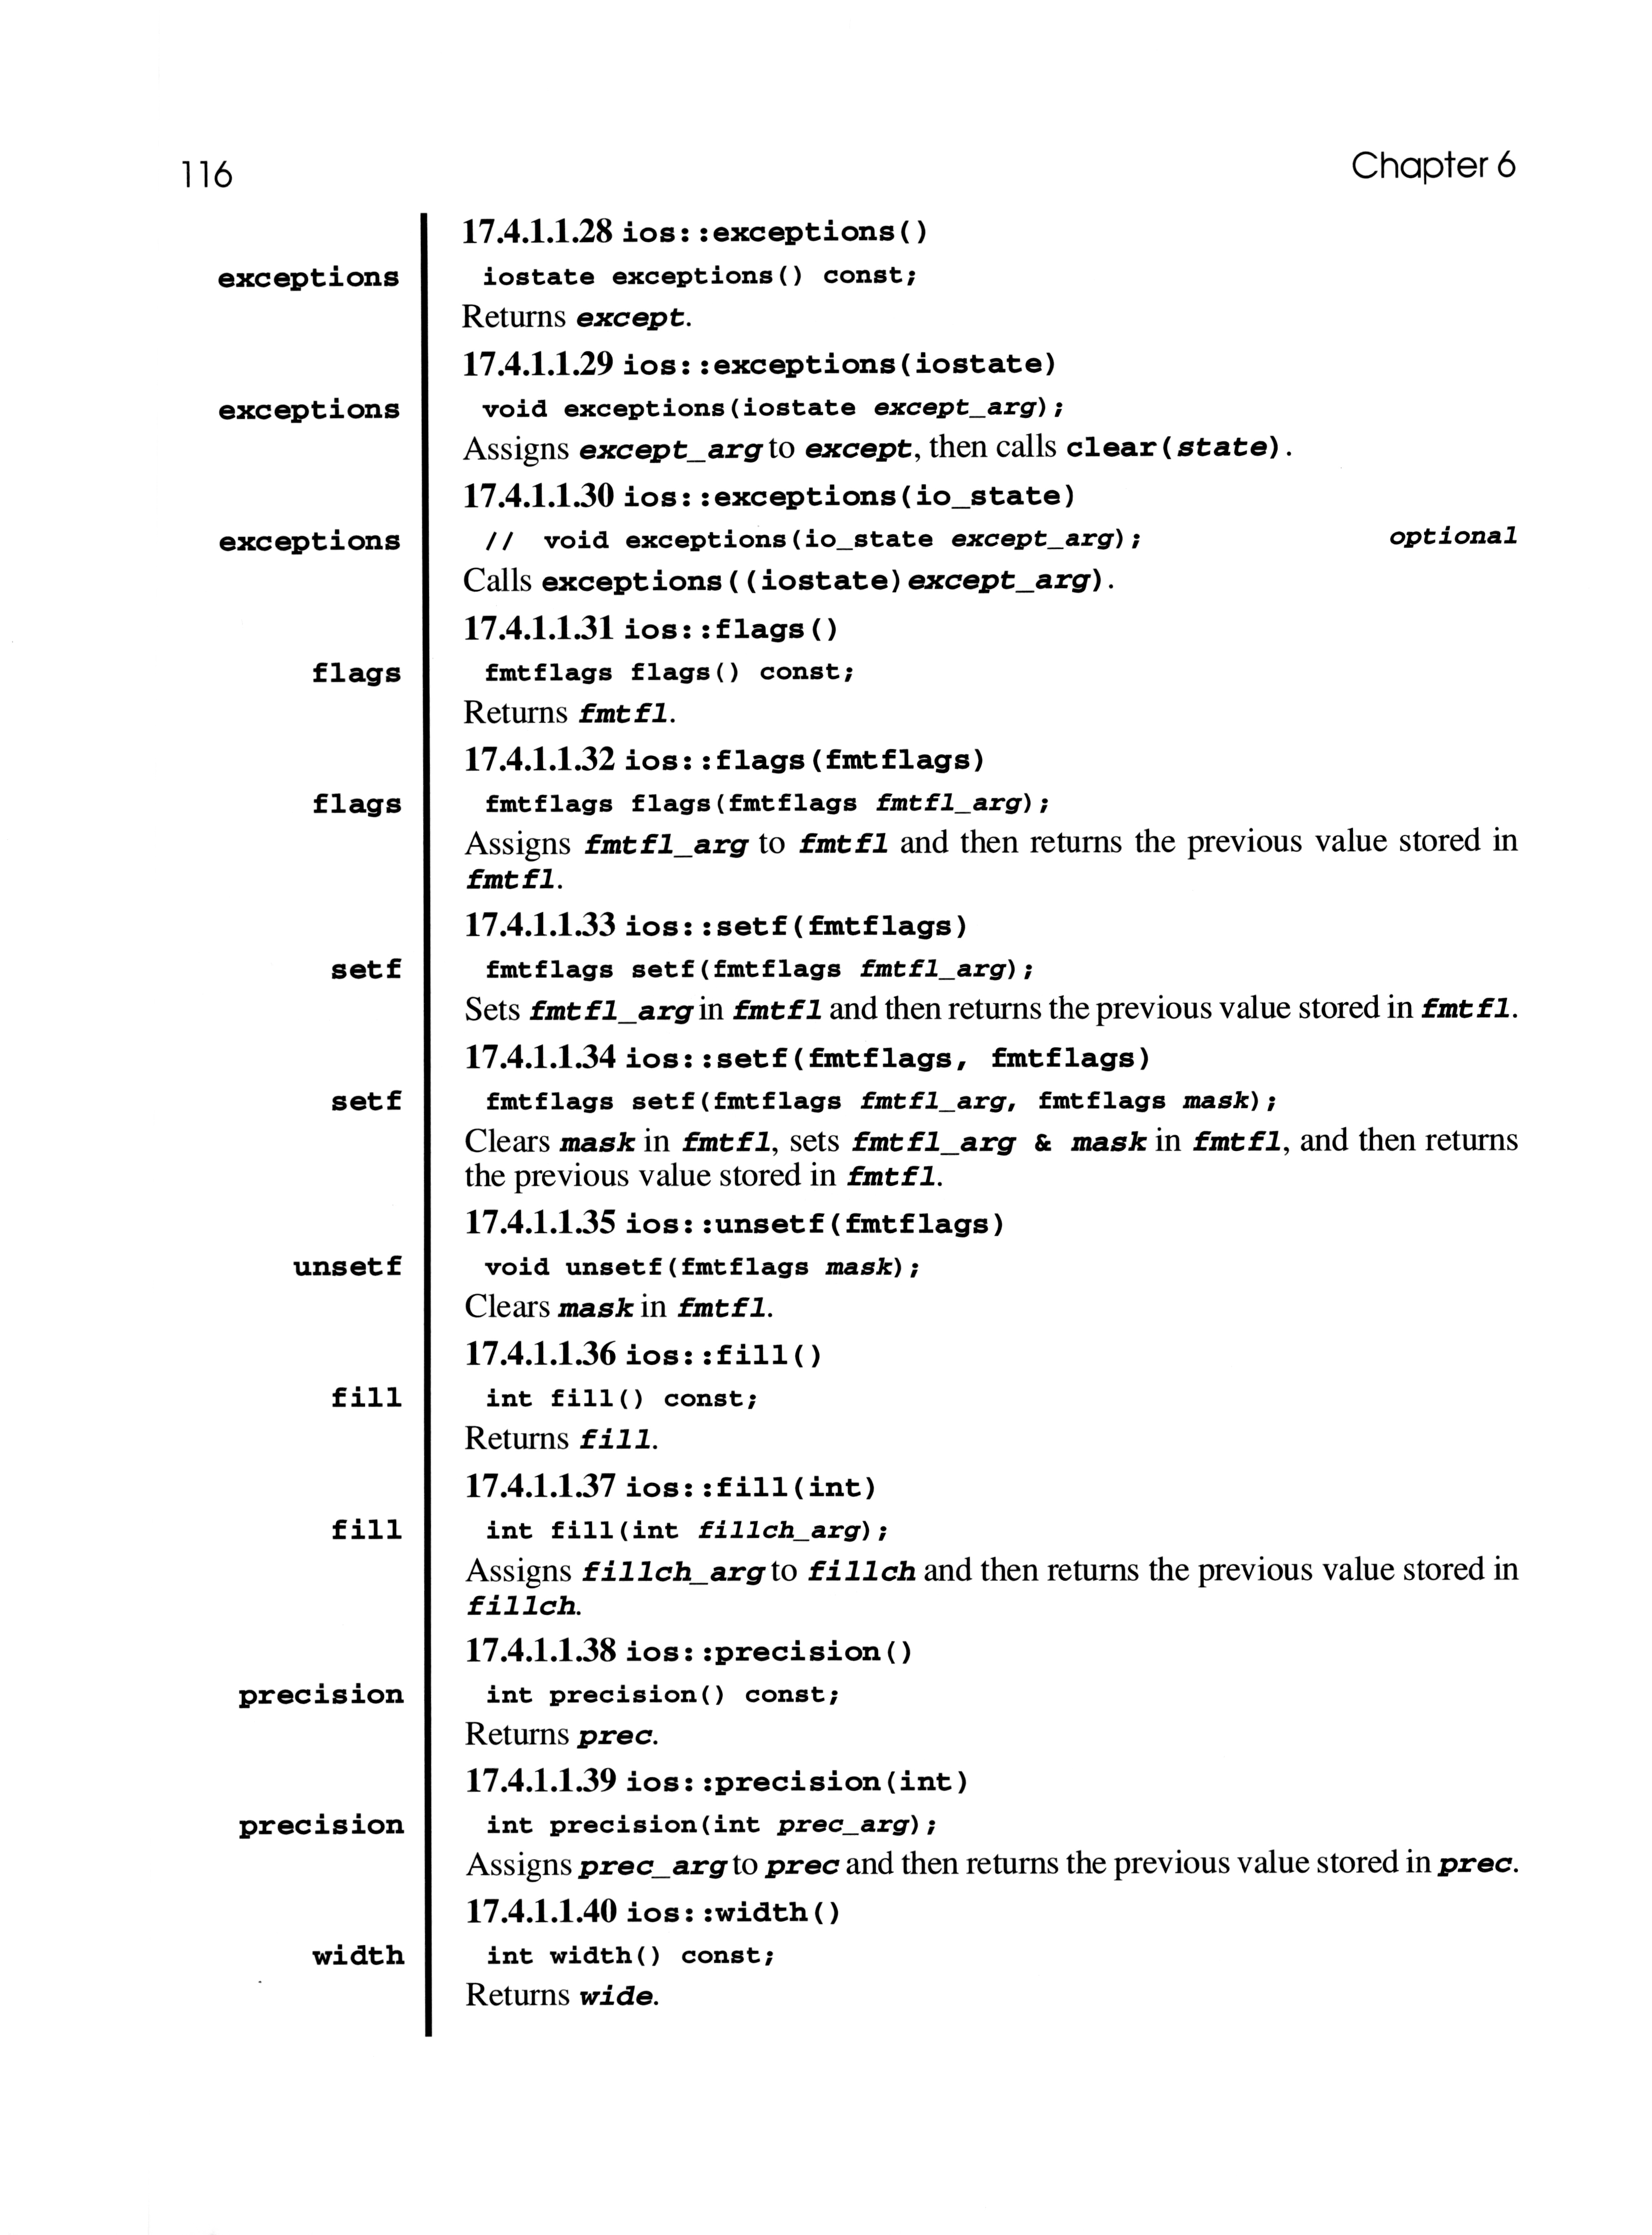 116
Chapter 6
17.4.1.1.28 ios::exceptions()
exceptions
iostate exceptions() const;
Returns except.
17.4.1.1.29 ios::exceptions(iostate)
exceptions
void exceptions(iostate except_arg);
Assigns except_arg to except, then calls clear(state).
17.4.1.1.30 ios::exceptions(io_state)
exceptions
// void exceptions(io_state except_arg); optional
Calls exceptions((iostate)except_arg).
17.4.1.1.31 ios::flags()
flags
fmtflags flags() const;
Returns fmtfl.
17.4.1.1.32 ios::flags(fmtflags)
flags
fmtflags flags(fmtflags fmtfl_arg);
Assigns fmtfl_arg to fmtfl and then returns the previous value stored in
fmtfl.
17.4.1.1.33 ios::setf(fmtflags)
setf
fmtflags setf(fmtflags fmtfl_arg);
Sets fmtfl_arg in fmtfl and then returns the previous value stored in fmtfl.
17.4.1.1.34 ios::setf(fmtflags, fmtflags)
setf
fmtflags setf(fmtflags fmtfl_arg, fmtflags mask);
Clears mask in fmtfl, sets fmtfl_arg & mask in fmtfl, and then returns
the previous value stored in fmtfl.
17.4.1.1.35 ios::unsetf(fmtflags)
unsetf
void unsetf(fmtflags mask);
Clears mask in fmtfl.
17.4.1.1.36 ios::fill()
fill
int fill() const;
Returns fill.
17.4.1.1.37 ios::fill(int)
fill
int fill(int fillch_arg);
Assigns fillch_arg to fillch and then returns the previous value stored in
fillch.
17.4.1.1.38 ios::precision()
precision
int precision() const;
Returns prec.
17.4.1.1.39 ios::precision(int)
precision
int precision(int prec_arg);
Assigns prec_arg to prec and then returns the previous value stored in prec.
17.4.1.1.40 ios::width()
width
int width() const;
Returns wide.